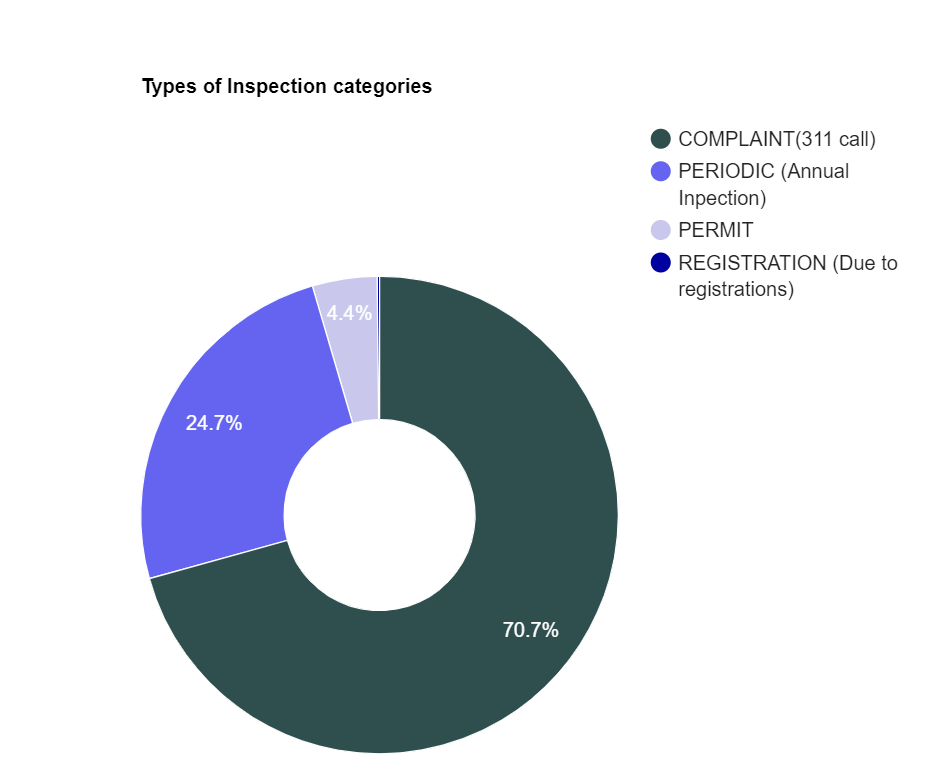 Types of Inspection categories
COMPLAINT(311 call)
PERIODIC (Annual
Inpection)
PERMIT
REGISTRATION (Due to
registrations)
4.4%
24.7%
70.7%